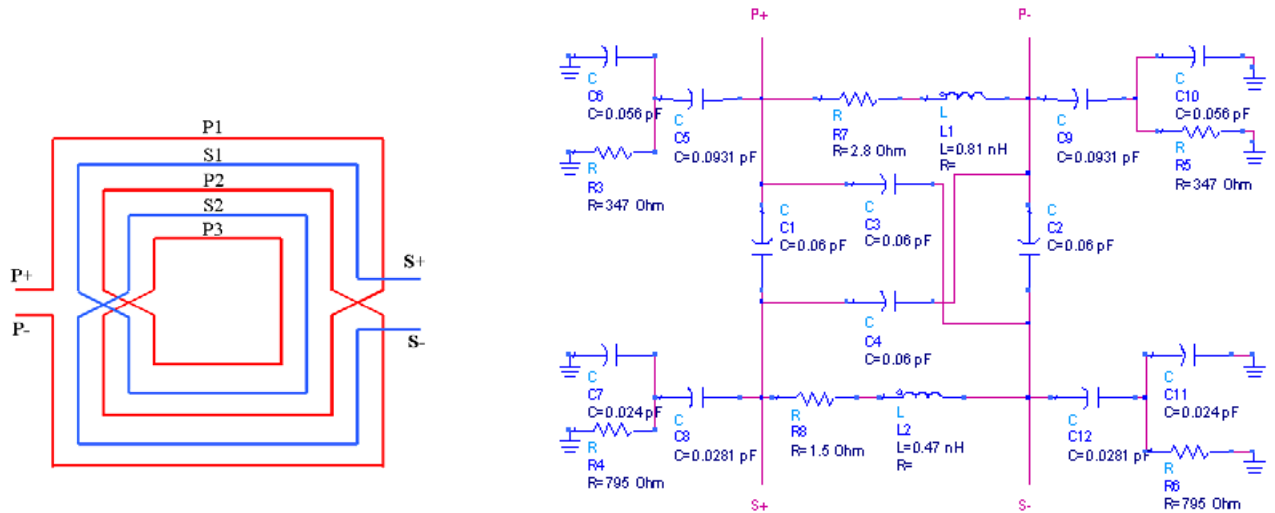 P1
S1
P2
S2
P3
P+
P-
S+
S-
P+
P-
C
C6
C=0.056 pF
C
C5
C=0.0931 pF
R
R3
R=347 Ohm
R
R7
R=2.8 Ohm
L
L1
L=0.81 nH
R=
C
C9
C=0.0931 pF
C
C10
C=0.056 pF
R
R5
R=347 Ohm
C
C1
C=0.06 pF
C
C3
C=0.06 pF
C
C2
C=0.06 pF
C
C4
C=0.06 pF
C
C7
C=0.024 pF
C
C8
C=0.0281 pF
R
R4
R=795 Ohm
R
R8
R=1.5 Ohm
L
L2
L=0.47 nH
R=
C
C12
C=0.0281 pF
C
C11
C=0.024 pF
R
R6
R=795 Ohm
S+
S-